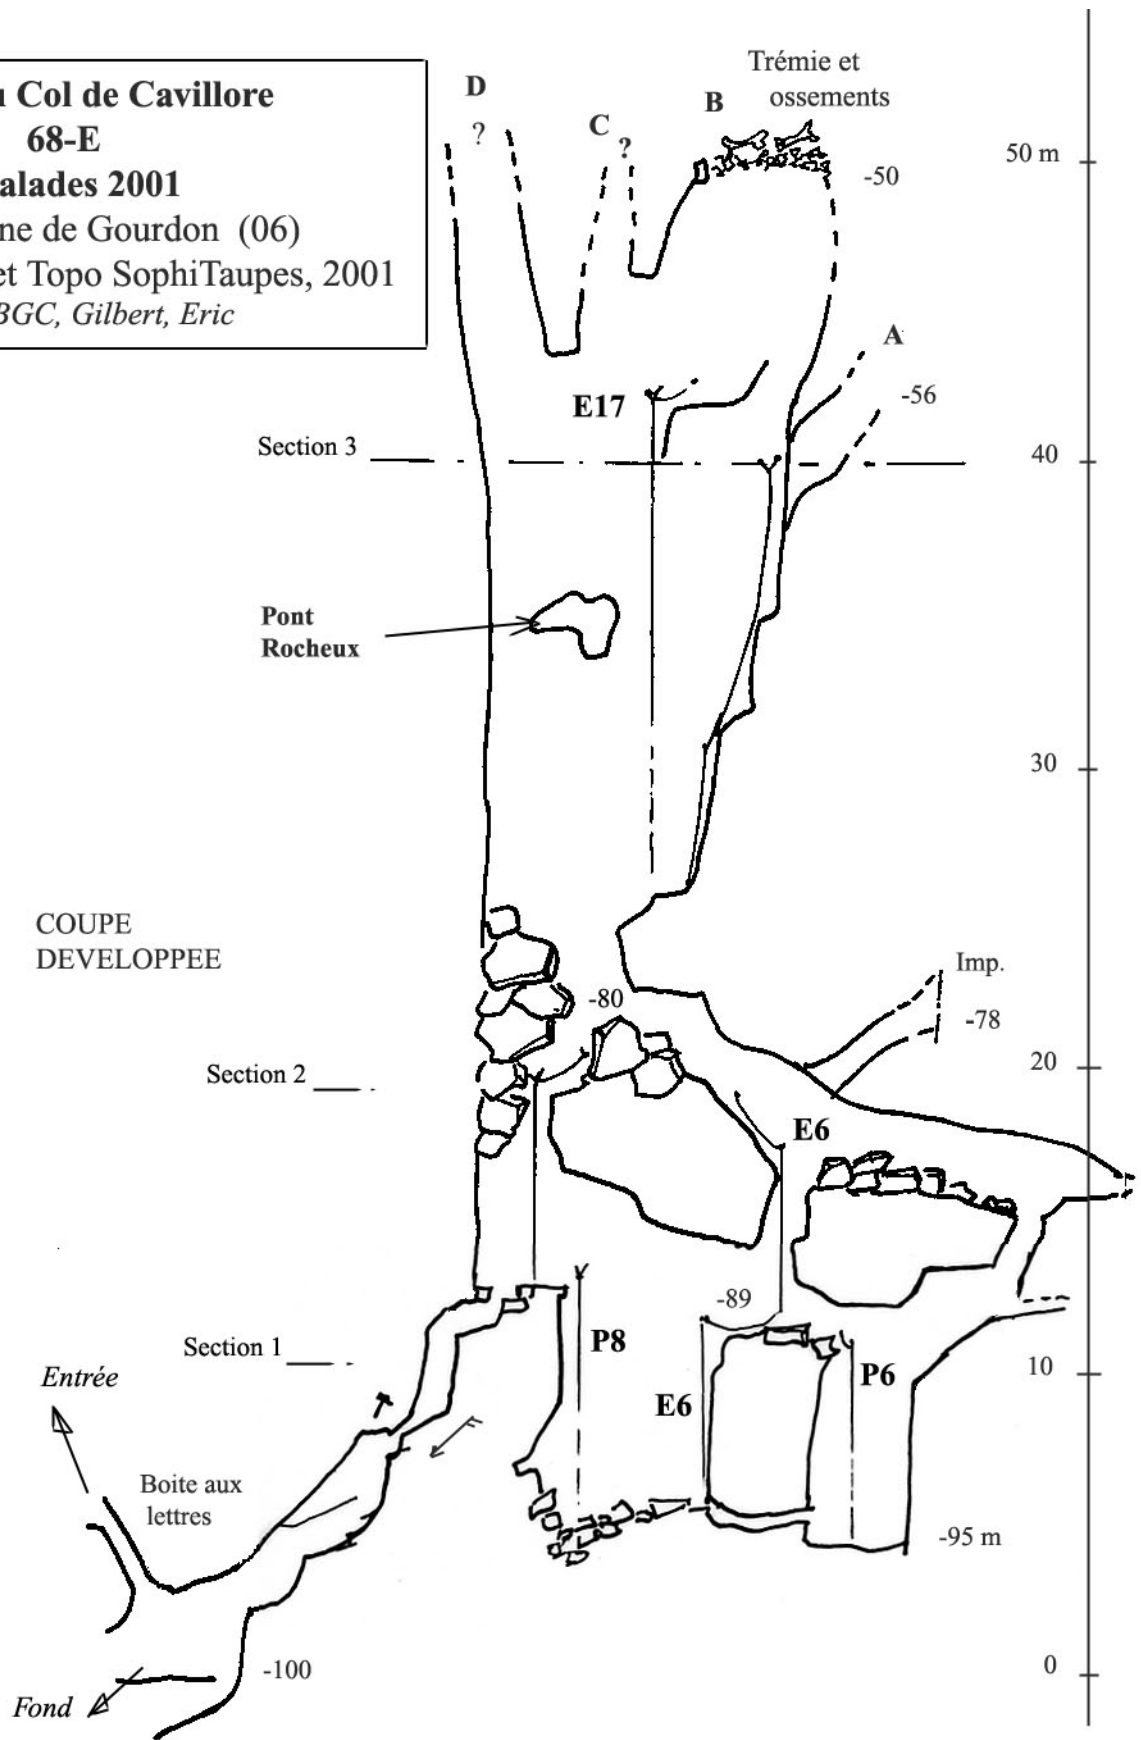 Col de Cavillore
68-E
2001
de Gourdon (06)
et Topo SophiTaupes, 2001
BGC, Gilbert, Eric
D
?
C
?
B
Trémie et
ossements
-50
50 m
A
-56
E17
Section 3
40
Pont
Rocheux
30
COUPE
DEVELOPPEE
Imp.
-78
-80
20
Section 2
E6
-89
Section 1
P8
10
P6
E6
Entrée
Boite aux
lettres
-95 m
-100
0
Fond